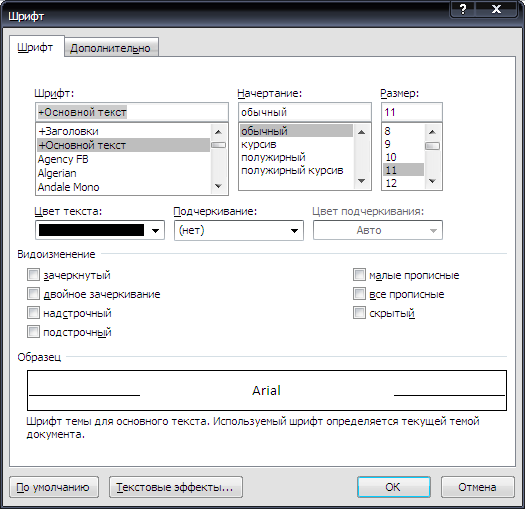 Шрифт
?
Шрифт Дополнительно
Шрифт: Начертание: Размер:
+Основной текст обычный 11
+Заголовки обычный 8
+Основной текст курсив 9
Agency FB полужирный 10
Algerian полужирный курсив 11
Andale Mono 12
Цвет текста: Подчеркивание: Цвет подчеркивания:
(нет) Авто
Видоизменение
зачеркнутый малые прописные
двойное зачеркивание все прописные
надстрочный скрытый
подстрочный
Образец
Arial
Шрифт темы для основного текста. Используемый шрифт определяется текущей темой
документа.
По умолчанию Текстовые эффекты... ОК Отмена